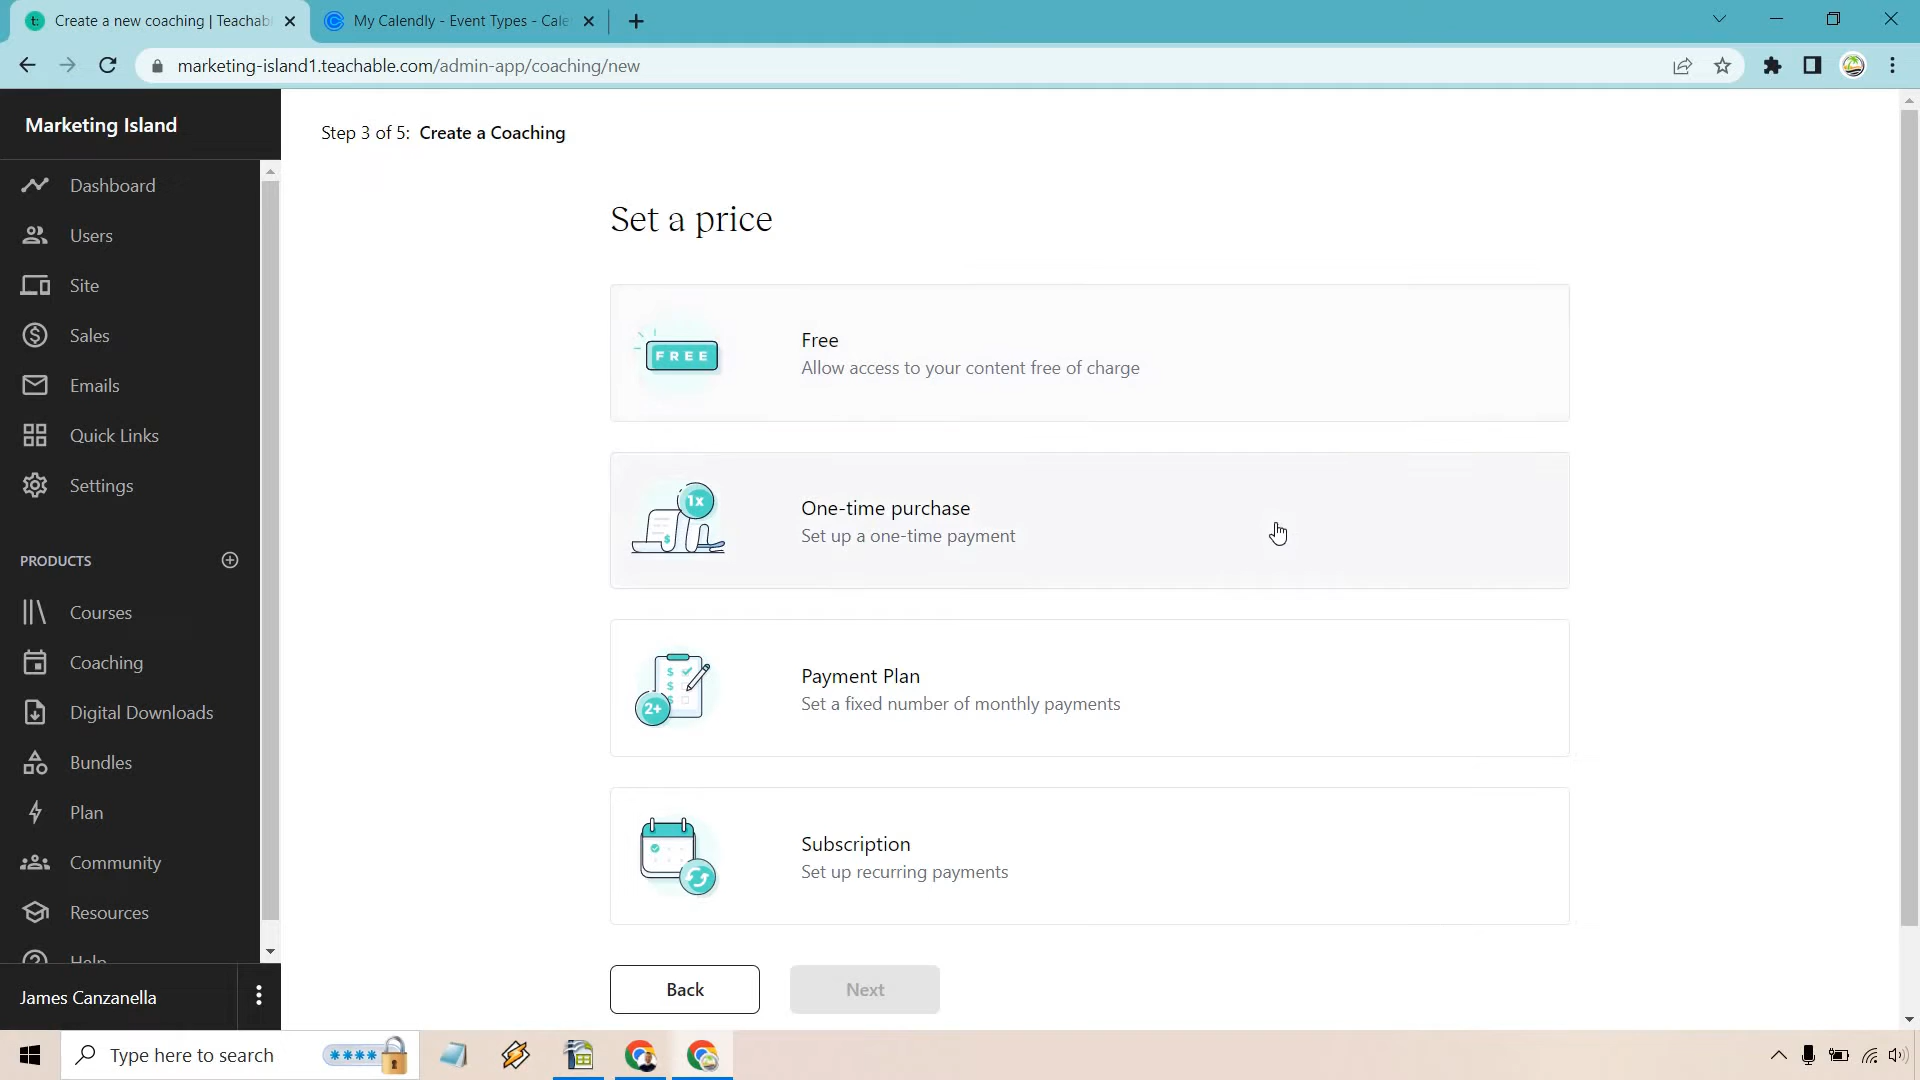 Create a new coaching | Teachabl
My Calendly - Event Types - Cale
marketing-island1.teachable.com/admin-app/coaching/new
Marketing Island
Dashboard
Users
Site
Sales
Emails
Quick Links
Settings
PRODUCTS
Courses
Coaching
Digital Downloads
Bundles
Plan
Community
Resources
Help
James Canzanella
Step 3 of 5: Create a Coaching
Set a price
FREE
Free
Allow access to your content free of charge
1x
One-time purchase
Set up a one-time payment
2+
Payment Plan
Set a fixed number of monthly payments
Subscription
Set up recurring payments
Back
Next
Type here to search